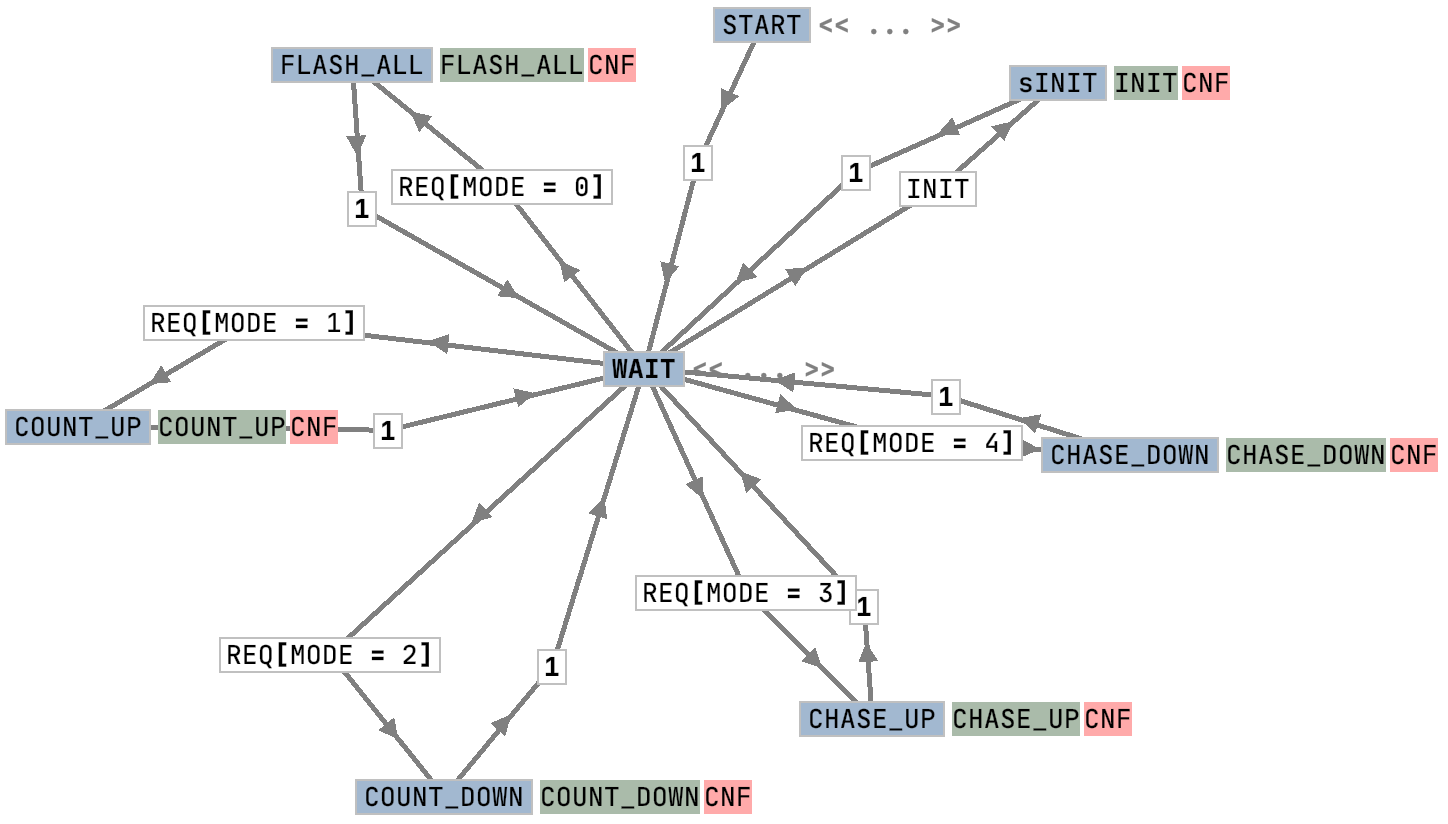 START << ... >>
FLASH_ALL FLASH_ALL CNF
sINIT INIT CNF
1
1
REQ[MODE = 0]
INIT
1
REQ[MODE = 1]
WAIT << ... >>
1
COUNT_UP COUNT_UP CNF
1
REQ[MODE = 4]
CHASE_DOWN CHASE_DOWN CNF
REQ[MODE = 3]
1
REQ[MODE = 2]
1
CHASE_UP CHASE_UP CNF
COUNT_DOWN COUNT_DOWN CNF